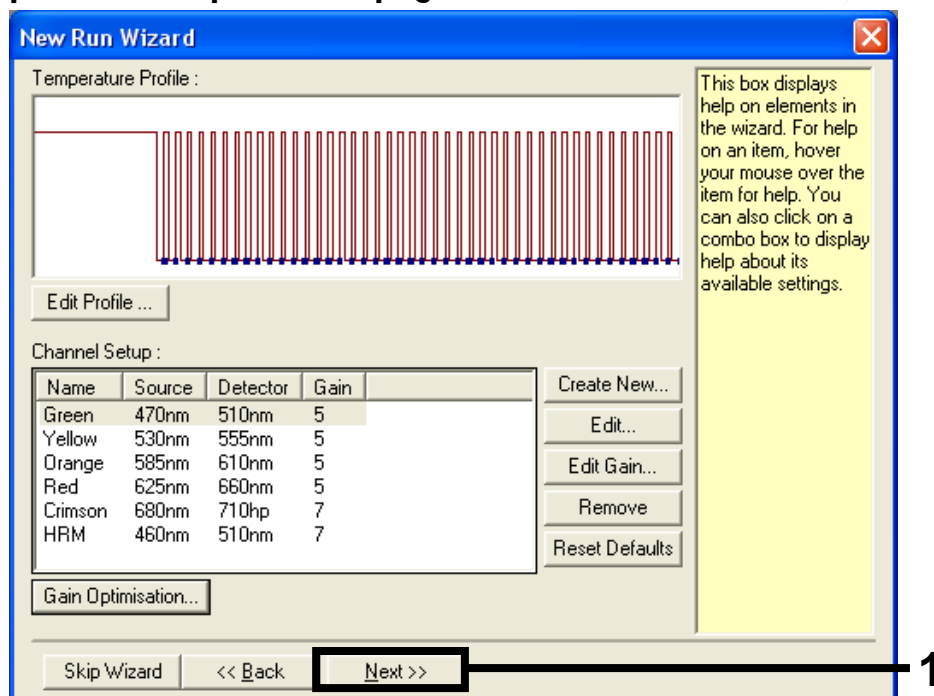 New Run Wizard
Temperature Profile :
Edit Profile ...
Channel Setup :
Name Source Detector Gain
Green 470nm 510nm 5
Yellow 530nm 555nm 5
Orange 585nm 610nm 5
Red 625nm 660nm 5
Crimson 680nm 710hp 7
HRM 460nm 510nm 7
Create New...
Edit...
Edit Gain...
Remove
Reset Defaults
Gain Optimisation...
This box displays
help on elements in
the wizard. For help
on an item, hover
your mouse over the
item for help. You
can also click on a
combo box to display
help about its
available settings.
Skip Wizard << Back Next >>
1